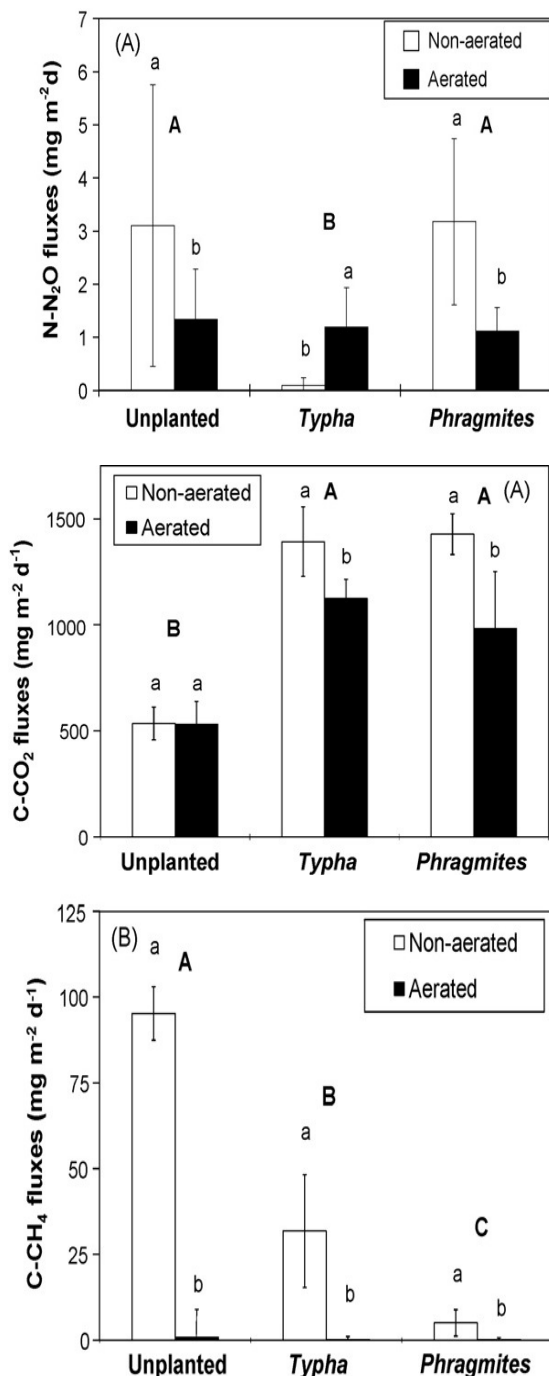 (A)
Non-aerated
Aerated
N-N₂O fluxes (mg m⁻²d)
7
6
5
4
3
2
1
0
a
A
b
B
b
a
a
A
b
Unplanted
Typha
Phragmites
Non-aerated
Aerated
(A)
C-CO₂ fluxes (mg m⁻² d⁻¹)
1500
1000
500
0
B
a
a
a
A
b
a
A
b
Unplanted
Typha
Phragmites
(B)
Non-aerated
Aerated
C-CH₄ fluxes (mg m⁻² d⁻¹)
125
100
75
50
25
0
a
A
b
B
a
b
C
a
b
Unplanted
Typha
Phragmites